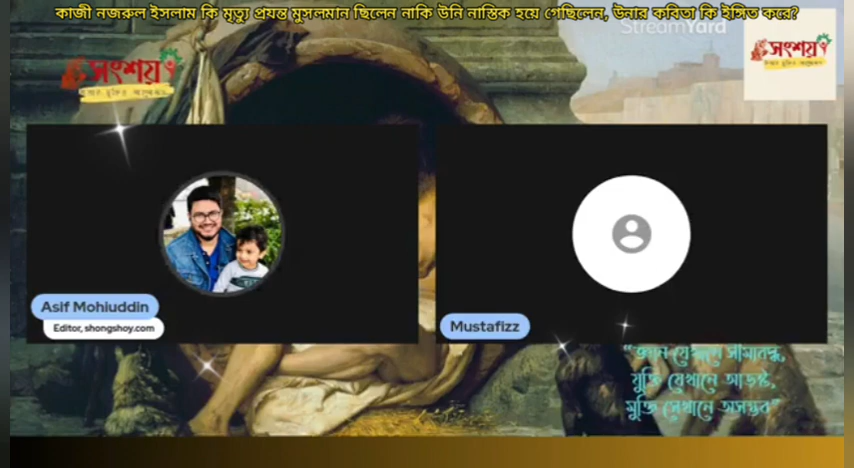 কাজী নজরুল ইসলাম কি মৃত্যু প্রযন্ত মুসলমান ছিলেন নাকি উনি নাস্তিক হয়ে গেছিলেন, উনার কবিতা কি ইঙ্গিত করে?
StreamYard
সংশয়
সংশয়
Asif Mohiuddin
Editor, shongshoy.com
Mustafizz
"জ্ঞান যেখানে সীমাবদ্ধ,
যুক্তি যেখানে আড়ষ্ট,
মুক্তি সেখানে অসম্ভব"